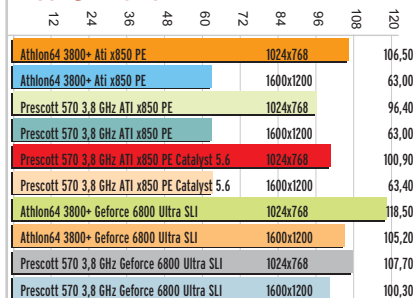 12 24 36 48 60 72 84 96 108 120
Athlon64 3800+ Ati x850 PE 1024x768 106,50
Athlon64 3800+ Ati x850 PE 1600x1200 63,00
Prescott 570 3,8 GHz ATI x850 PE 1024x768 96,40
Prescott 570 3,8 GHz ATI x850 PE 1600x1200 63,00
Prescott 570 3,8 GHz ATI x850 PE Catalyst 5.6 1024x768 100,90
Prescott 570 3,8 GHz ATI x850 PE Catalyst 5.6 1600x1200 63,40
Athlon64 3800+ Geforce 6800 Ultra SLI 1024x768 118,50
Athlon64 3800+ Geforce 6800 Ultra SLI 1600x1200 105,20
Prescott 570 3,8 GHz Geforce 6800 Ultra SLI 1024x768 107,70
Prescott 570 3,8 GHz Geforce 6800 Ultra SLI 1600x1200 100,30